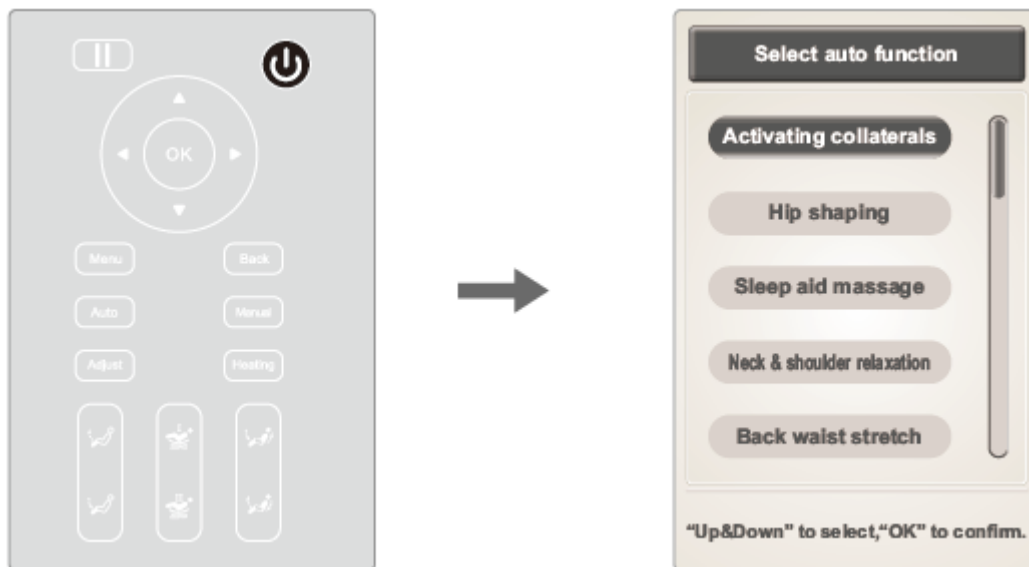 OK
Menu
Back
Auto
Manual
Adjust
Heating
Select auto function
Activating collaterals
Hip shaping
Sleep aid massage
Neck & shoulder relaxation
Back waist stretch
“Up&Down” to select,“OK” to confirm.